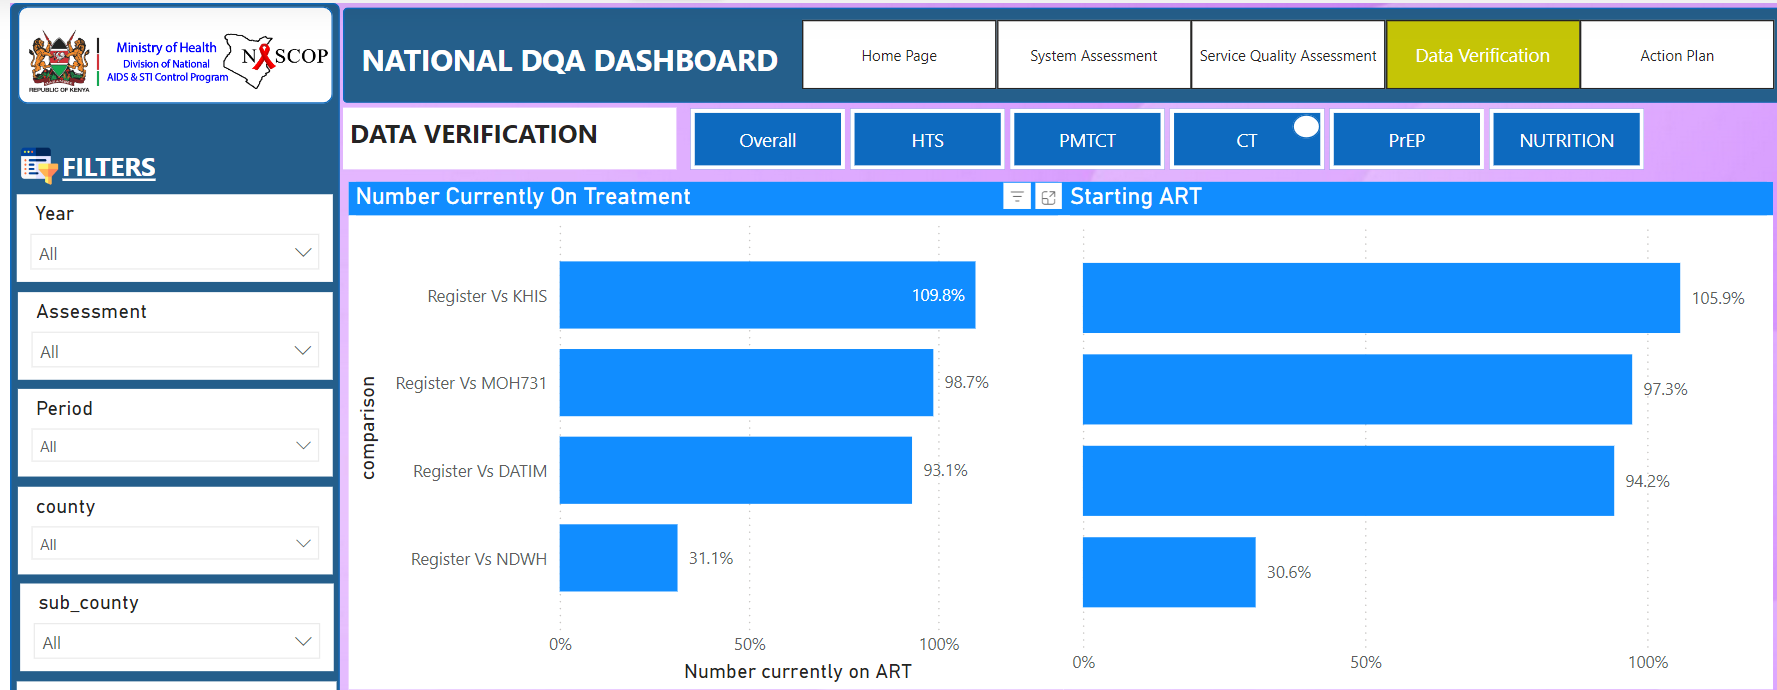 Ministry of Health
Division of National
AIDS & STI Control Program
REPUBLIC OF KENYA
NASCOP
NATIONAL DQA DASHBOARD
Home Page
System Assessment
Service Quality Assessment
Data Verification
Action Plan
DATA VERIFICATION
Overall
HTS
PMTCT
CT
PrEP
NUTRITION
FILTERS
Year
All
Assessment
All
Period
All
county
All
sub_county
All
Number Currently On Treatment
comparison
Register Vs KHIS
109.8%
Register Vs MOH731
98.7%
Register Vs DATIM
93.1%
Register Vs NDWH
31.1%
0%
50%
100%
Number currently on ART
Starting ART
105.9%
97.3%
94.2%
30.6%
0%
50%
100%